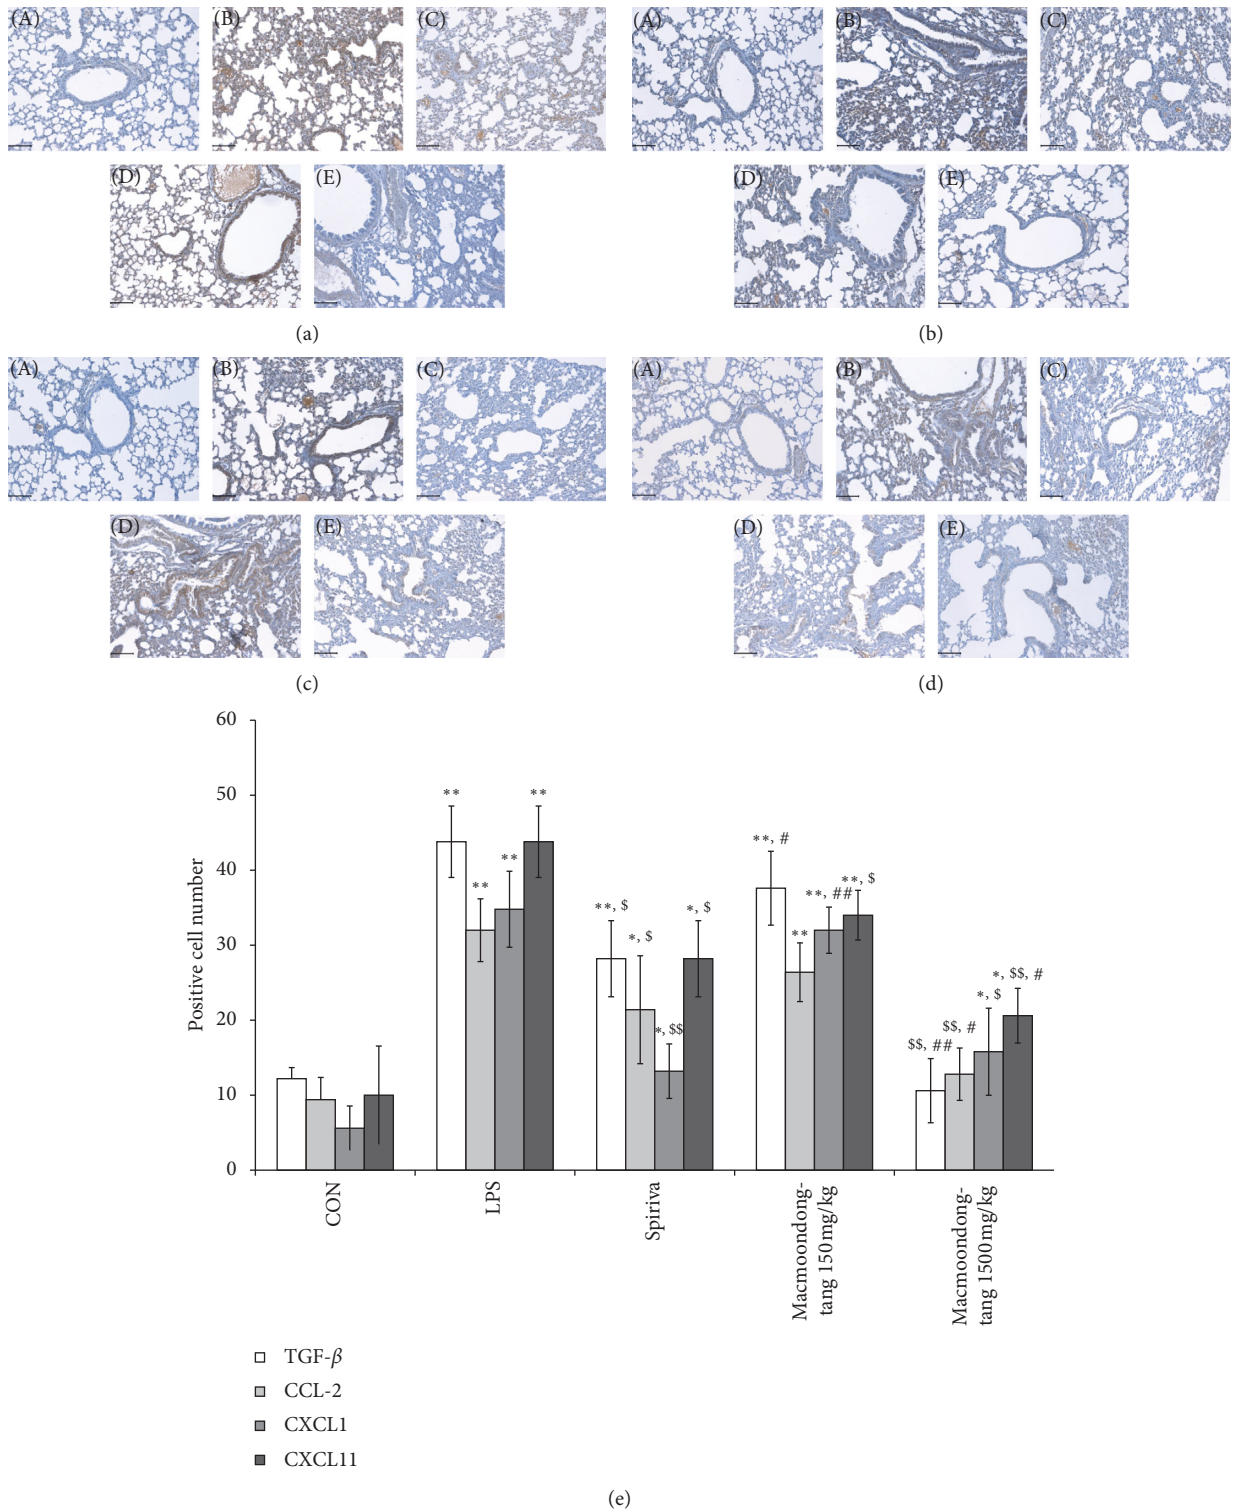 (A) (B) (C) (A) (B) (C)
(D) (E) (D) (E)
(a) (b)
(A) (B) (C) (A) (B) (C)
(D) (E) (D) (E)
(c) (d)
60
50
40
30
20
10
0
Positive cell number
** ** ** **
**, $ *, $ *, $$ *, $
**, # ** **, ## **, $
$$, ## $$, # *, $ *, $$, #
CON
LPS
Spiriva
Macmoondong-
tang 150 mg/kg
Macmoondong-
tang 1500 mg/kg
TGF-β
CCL-2
CXCL1
CXCL11
(e)